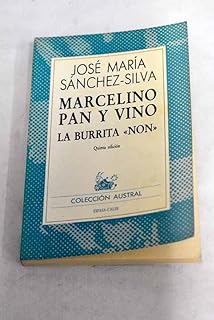 JOSÉ MARÍA
SÁNCHEZ-SILVA
MARCELINO
PAN Y VINO
LA BURRITA «NON»
Quinta edición
COLECCIÓN AUSTRAL
ESPASA-CALPE